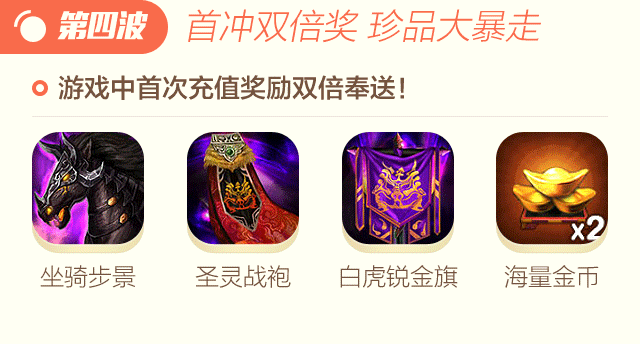 第四波 首冲双倍奖 珍品大暴走
游戏中首次充值奖励双倍奉送！
x2
坐骑步景 圣灵战袍 白虎锐金旗 海量金币